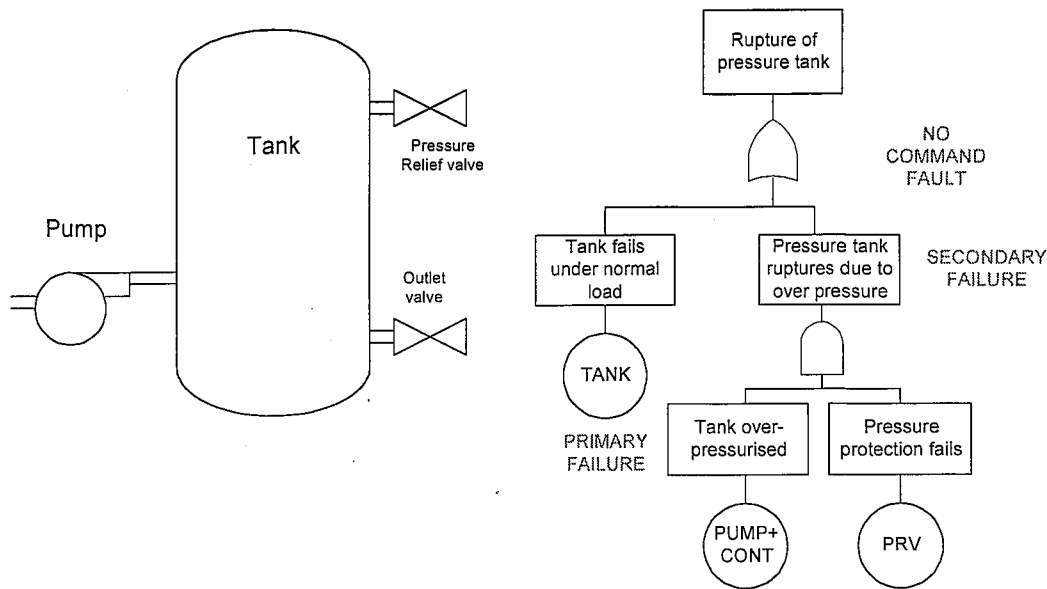 Tank
Pressure
Relief valve
Pump
Outlet
valve
Rupture of
pressure tank
NO
COMMAND
FAULT
Tank fails
under normal
load
Pressure tank
ruptures due to
over pressure
SECONDARY
FAILURE
TANK
PRIMARY
FAILURE
Tank over-
pressurised
Pressure
protection fails
PUMP+
CONT
PRV